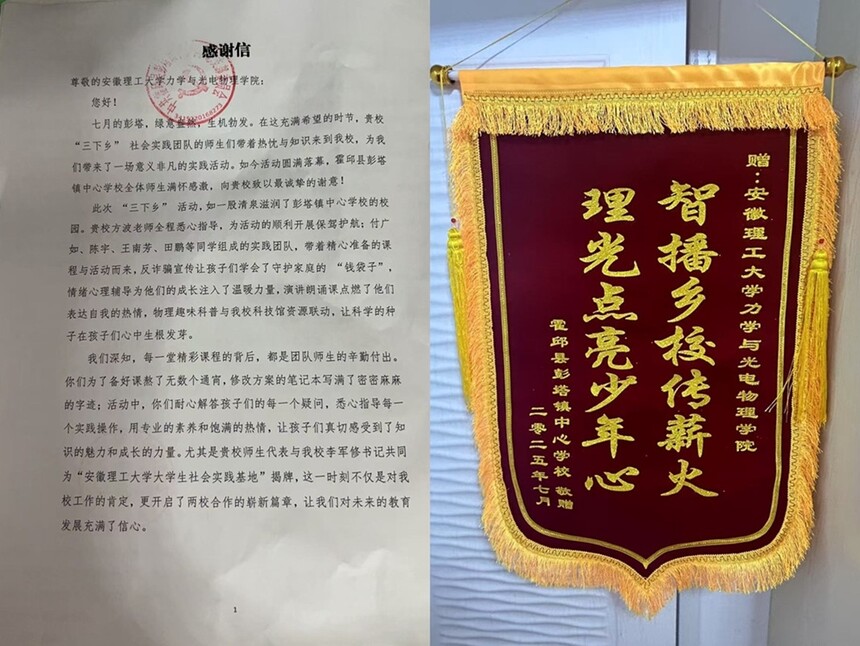 感谢信
尊敬的安徽理工大学力学与光电物理学院：
您好！
七月的彭塔，绿意盎然，生机勃发。在这充满希望的时节，贵校
“三下乡” 社会实践团队的师生们带着热忱与知识来到我校，为我
们带来了一场意义非凡的实践活动。如今活动圆满落幕，霍邱县彭塔
镇中心学校全体师生满怀感激，向贵校致以最诚挚的谢意！
此次 “三下乡” 活动，如一股清泉滋润了彭塔镇中心学校的校
园。贵校方波老师全程悉心指导，为活动的顺利开展保驾护航；付广
如、陈宇、王南芳、田鹏等同学组成的实践团队，带着精心准备的课
程与活动而来，反诈骗宣传让孩子们学会了守护家庭的 “钱袋子”，
情绪心理辅导为他们的成长注入了温暖力量，演讲朗诵课点燃了他们
表达自我的热情，物理趣味科普与我校科技馆资源联动，让科学的种
子在孩子们心中生根发芽。
我们深知，每一堂精彩课程的背后，都是团队师生的辛勤付出。
你们为了备好课熬了无数个通宵，修改方案的笔记本写满了密密麻麻
的字迹；活动中，你们耐心解答孩子们的每一个疑问，悉心指导每一
个实践操作，用专业的素养和饱满的热情，让孩子们真切感受到了知
识的魅力和成长的力量。尤其是贵校师生代表与我校李军修书记共同
为“安徽理工大学大学生社会实践基地”揭牌，这一时刻不仅是对我
校工作的肯定，更开启了两校合作的崭新篇章，让我们对未来的教育
发展充满了信心。
1
赠：安徽理工大学力学与光电物理学院
智播乡校传薪火
理光点亮少年心
霍邱县彭塔镇中心学校 敬赠
二零二五年七月